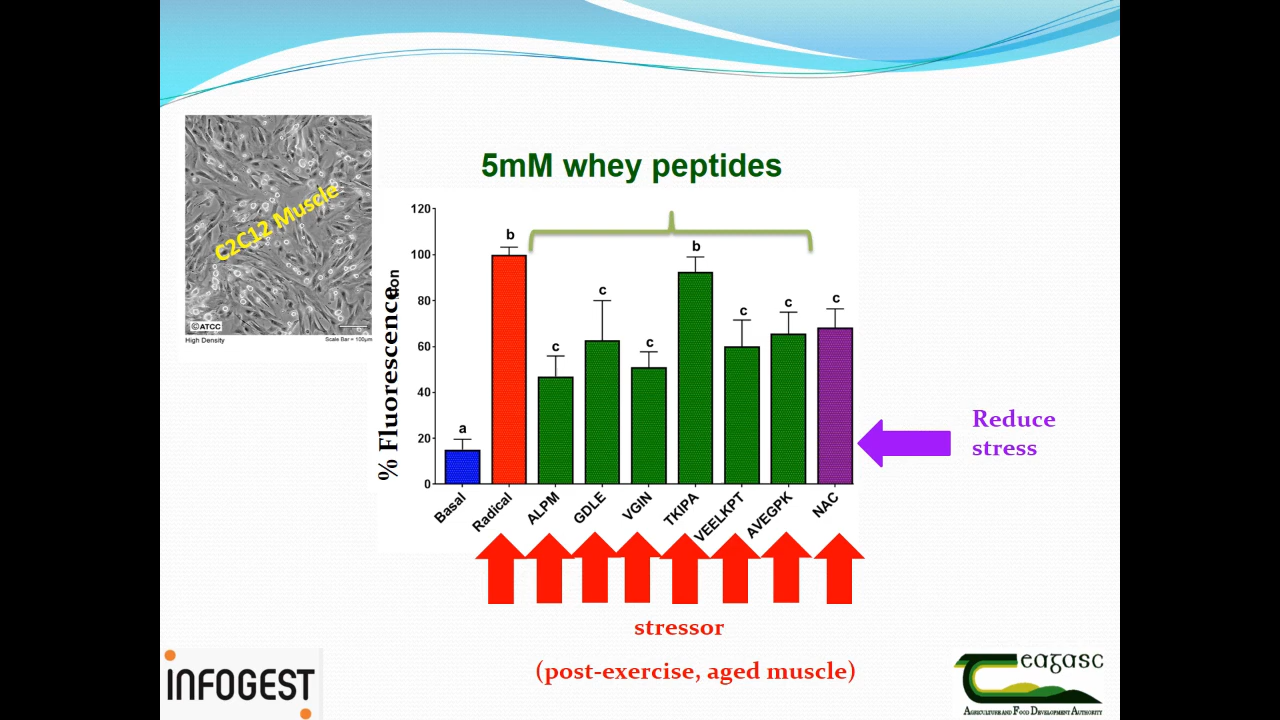 C2C12 Muscle
©ATCC
High Density
Scale Bar = 100µm
5mM whey peptides
% Fluorescence
ion
120
100
80
60
40
20
0
a
b
c
c
c
b
c
c
c
Basal
Radical
ALPM
GDLE
VGIN
TKIPA
VEELKPT
AVEGPK
NAC
Reduce
stress
stressor
(post-exercise, aged muscle)
INFOGEST
eagasc
AGRICULTURE AND FOOD DEVELOPMENT AUTHORITY